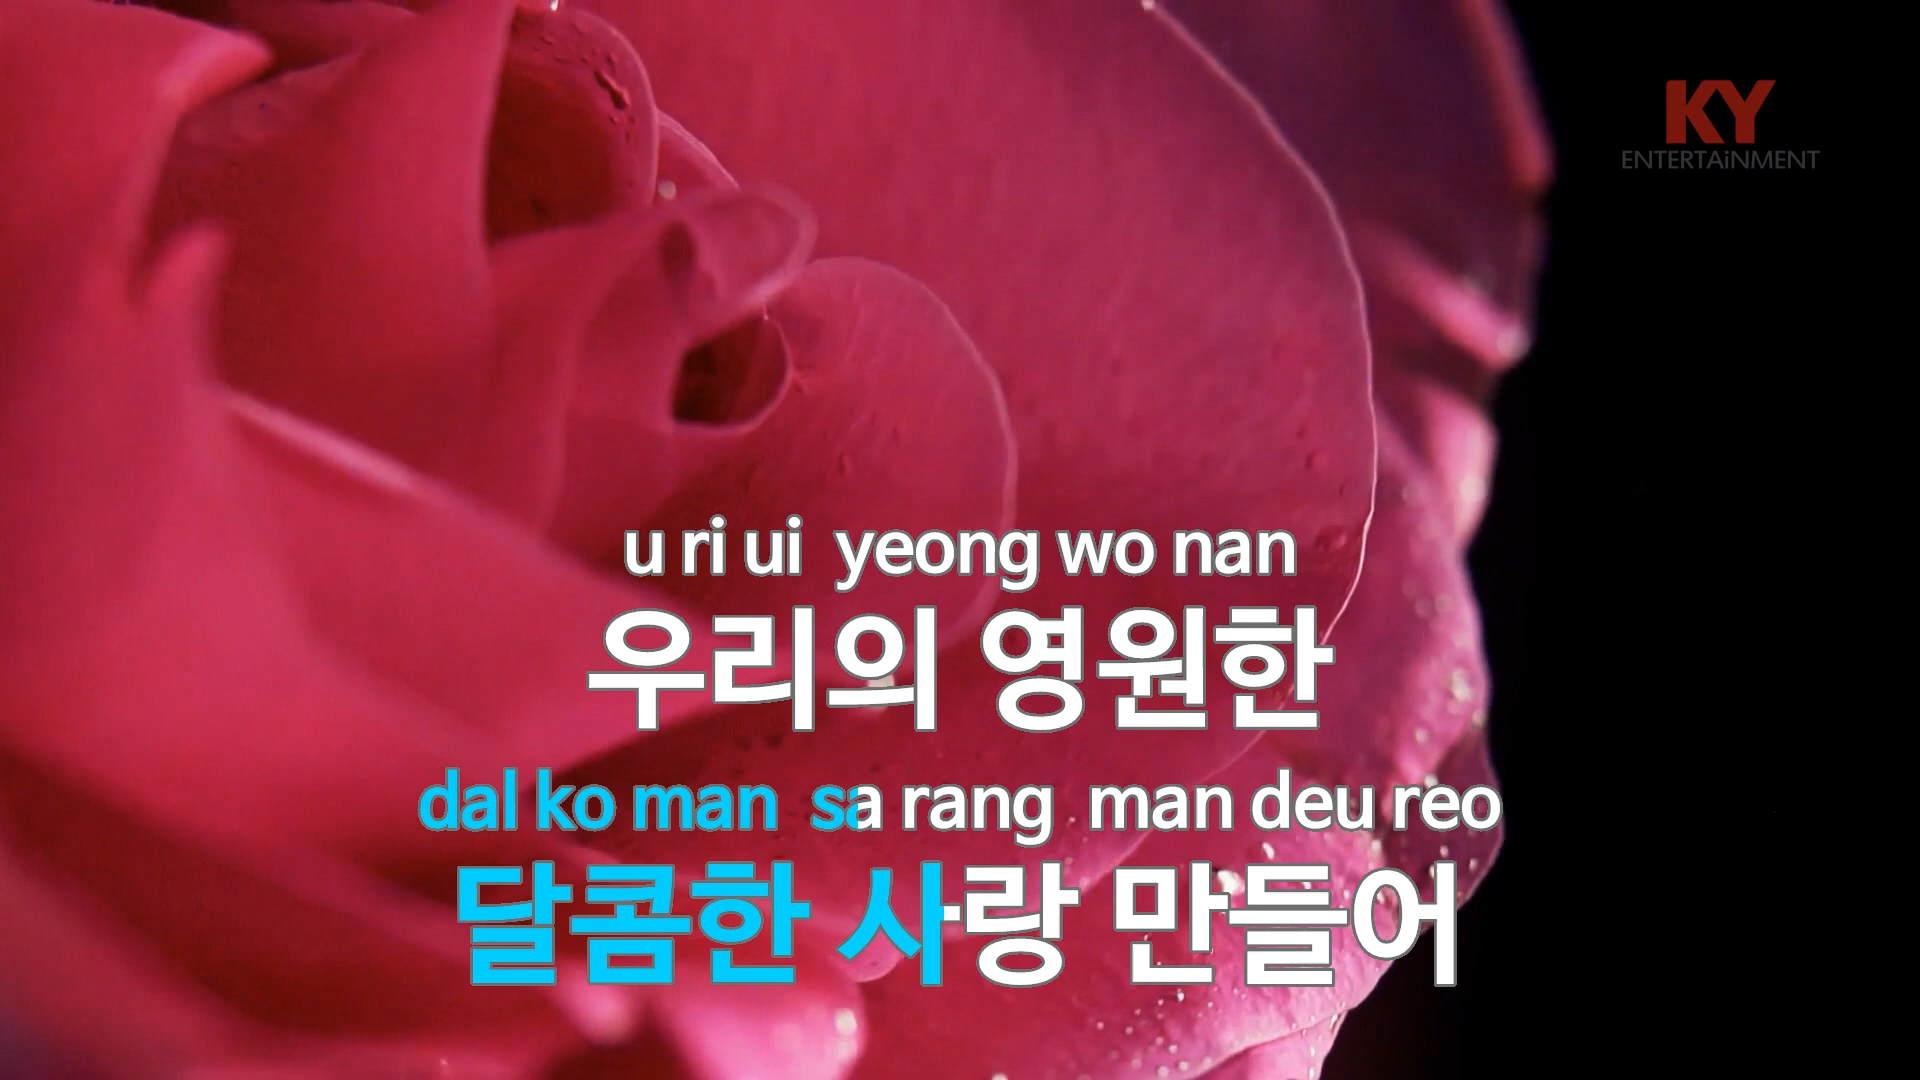 KY
ENTERTAiNMENT
u ri ui yeong wo nan
우리의 영원한
dal ko man sa rang man deu reo
달콤한 사랑 만들어